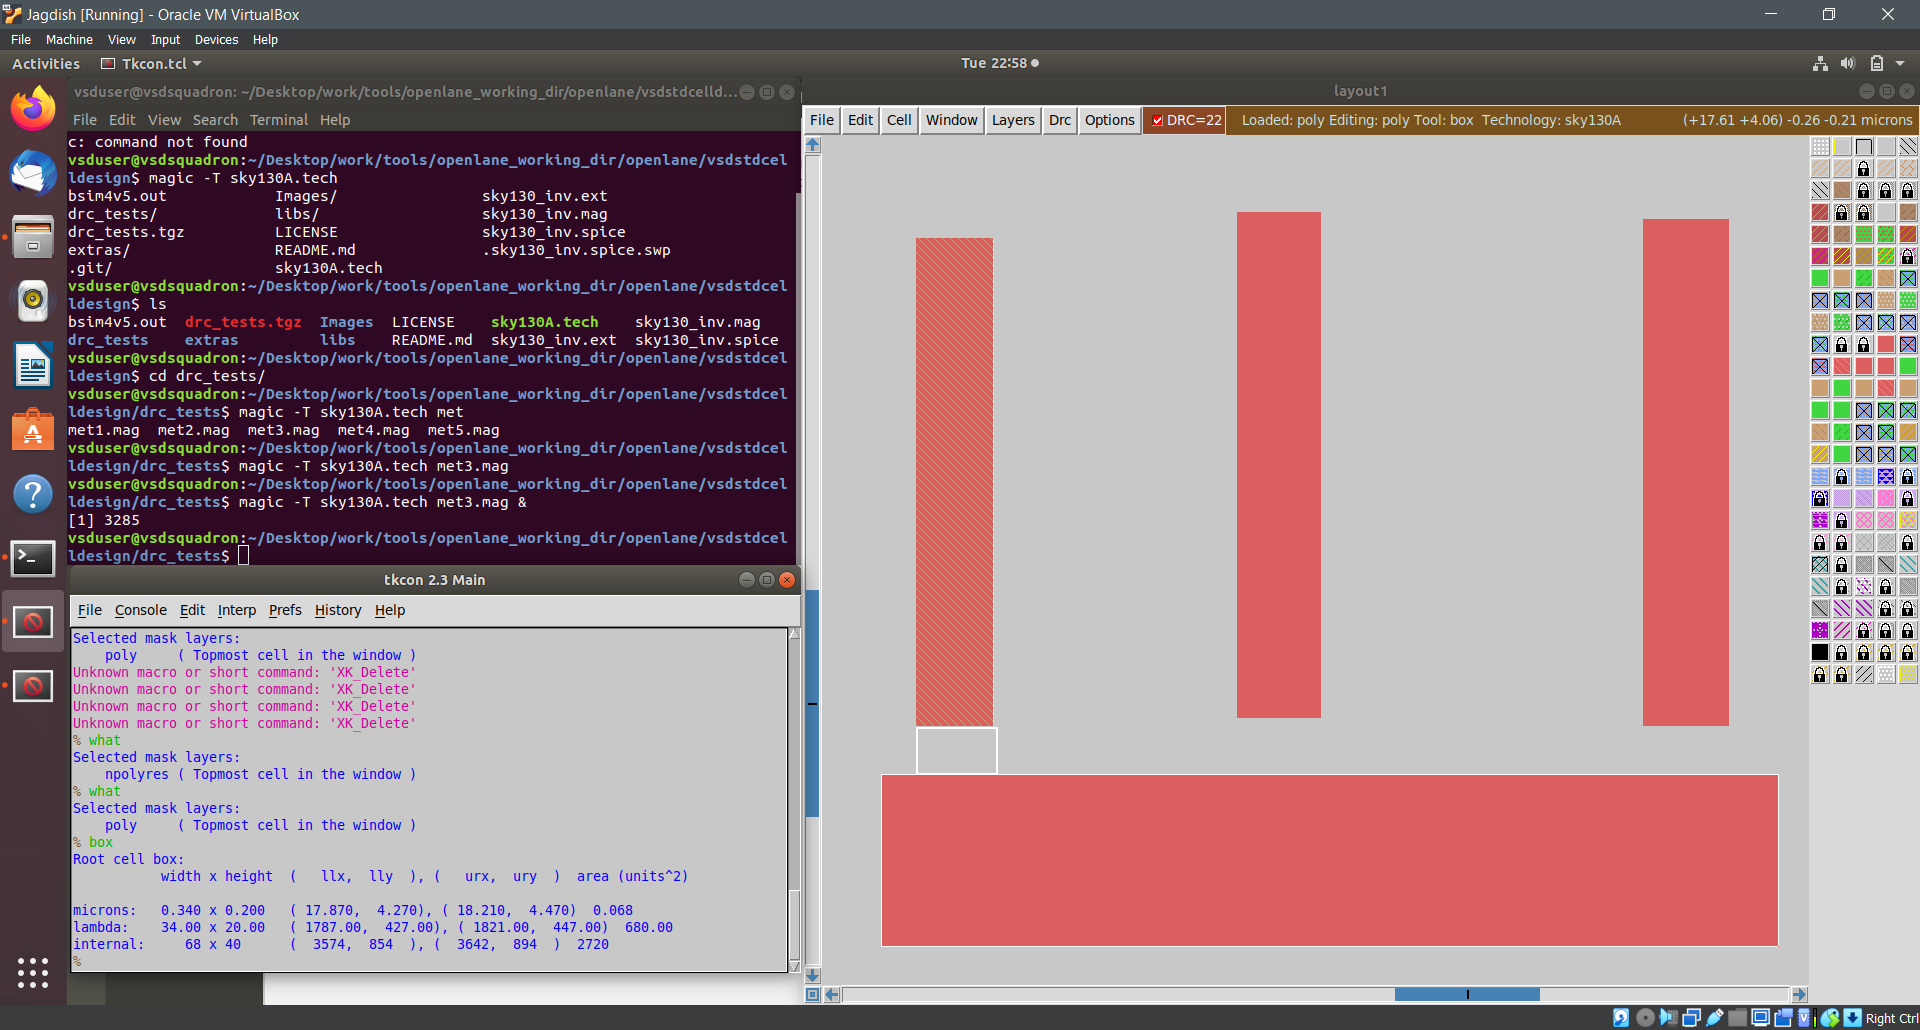 Jagdish [Running] - Oracle VM VirtualBox
File Machine View Input Devices Help
Activities Tkcon.tcl Tue 22:58
vsduser@vsdsquadron: ~/Desktop/work/tools/openlane_working_dir/openlane/vsdstdcelld...
File Edit View Search Terminal Help
c: command not found
vsduser@vsdsquadron:~/Desktop/work/tools/openlane_working_dir/openlane/vsdstdcel
ldesign$ magic -T sky130A.tech
bsim4v5.out Images/ sky130_inv.ext
drc_tests/ libs/ sky130_inv.mag
drc_tests.tgz LICENSE sky130_inv.spice
extras/ README.md .sky130_inv.spice.swp
.git/ sky130A.tech
vsduser@vsdsquadron:~/Desktop/work/tools/openlane_working_dir/openlane/vsdstdcel
ldesign$ ls
bsim4v5.out drc_tests.tgz Images LICENSE sky130A.tech sky130_inv.mag
drc_tests extras libs README.md sky130_inv.ext sky130_inv.spice
vsduser@vsdsquadron:~/Desktop/work/tools/openlane_working_dir/openlane/vsdstdcel
ldesign$ cd drc_tests/
vsduser@vsdsquadron:~/Desktop/work/tools/openlane_working_dir/openlane/vsdstdcel
ldesign/drc_tests$ magic -T sky130A.tech met
met1.mag met2.mag met3.mag met4.mag met5.mag
vsduser@vsdsquadron:~/Desktop/work/tools/openlane_working_dir/openlane/vsdstdcel
ldesign/drc_tests$ magic -T sky130A.tech met3.mag
vsduser@vsdsquadron:~/Desktop/work/tools/openlane_working_dir/openlane/vsdstdcel
ldesign/drc_tests$ magic -T sky130A.tech met3.mag &
[1] 3285
vsduser@vsdsquadron:~/Desktop/work/tools/openlane_working_dir/openlane/vsdstdcel
ldesign/drc_tests$
tkcon 2.3 Main
File Console Edit Interp Prefs History Help
Selected mask layers:
poly ( Topmost cell in the window )
Unknown macro or short command: 'XK_Delete'
Unknown macro or short command: 'XK_Delete'
Unknown macro or short command: 'XK_Delete'
Unknown macro or short command: 'XK_Delete'
% what
Selected mask layers:
npolyres ( Topmost cell in the window )
% what
Selected mask layers:
poly ( Topmost cell in the window )
% box
Root cell box:
width x height ( llx, lly ), ( urx, ury ) area (units^2)
microns: 0.340 x 0.200 ( 17.870, 4.270), ( 18.210, 4.470) 0.068
lambda: 34.00 x 20.00 ( 1787.00, 427.00), ( 1821.00, 447.00) 680.00
internal: 68 x 40 ( 3574, 854 ), ( 3642, 894 ) 2720
%
layout1
File Edit Cell Window Layers Drc Options DRC=22 Loaded: poly Editing: poly Tool: box Technology: sky130A (+17.61 +4.06) -0.26 -0.21 microns
Right Ctrl